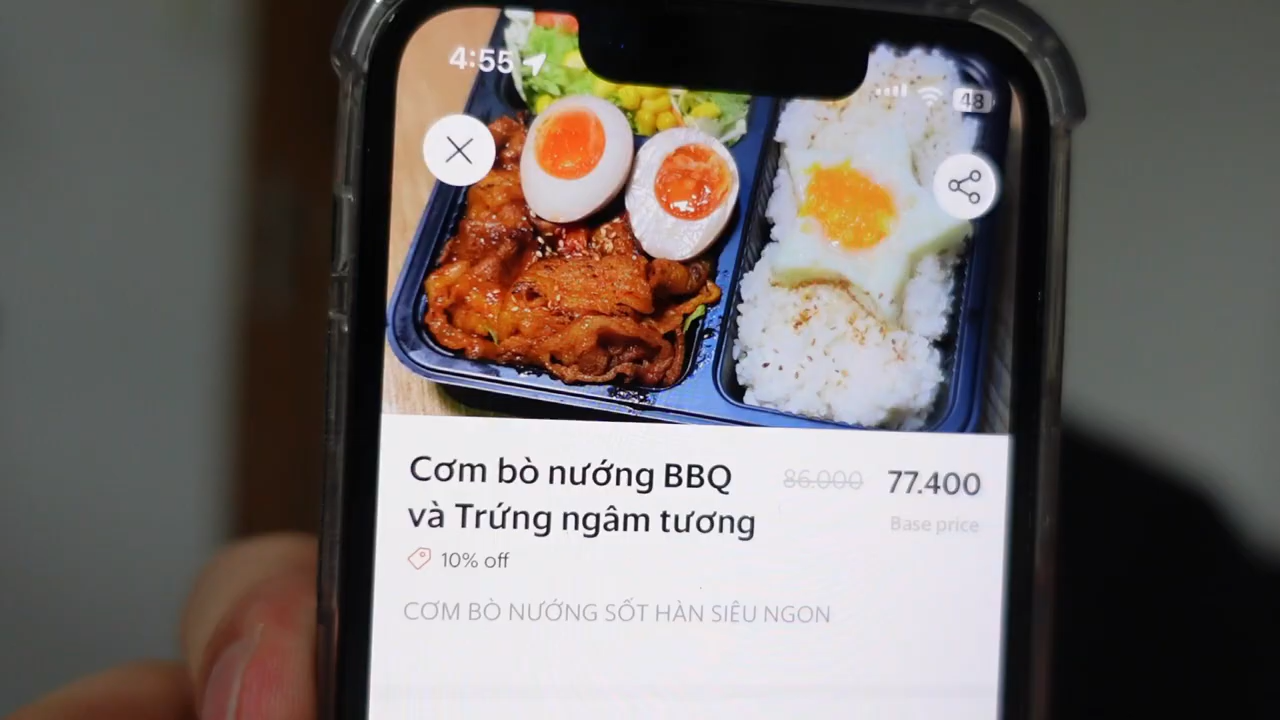 4:55
48
Cơm bò nướng BBQ
và Trứng ngâm tương
86.000 77.400
Base price
10% off
CƠM BÒ NƯỚNG SỐT HÀN SIÊU NGON